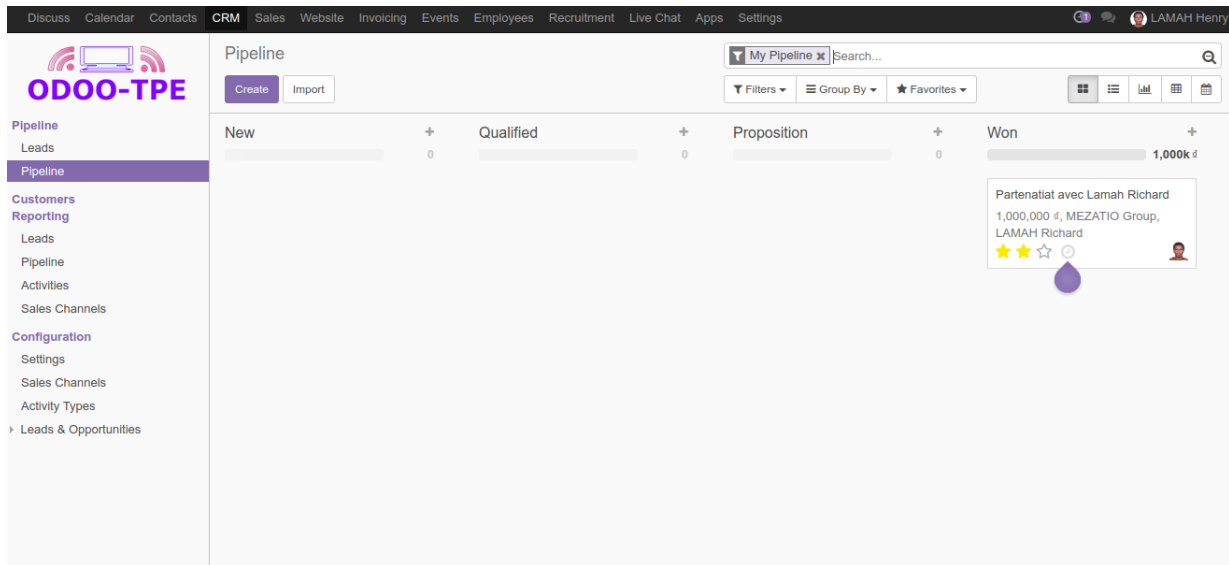 Discuss Calendar Contacts CRM Sales Website Invoicing Events Employees Recruitment Live Chat Apps Settings 1 LAMAH Henry
ODOO-TPE
Pipeline
Leads
Pipeline
Customers
Reporting
Leads
Pipeline
Activities
Sales Channels
Configuration
Settings
Sales Channels
Activity Types
Leads & Opportunities
Pipeline
My Pipeline Search...
Create Import
Filters Group By Favorites
New + Qualified + Proposition + Won +
0 0 0 1,000k đ
Partenatiat avec Lamah Richard
1,000,000 đ, MEZATIO Group,
LAMAH Richard